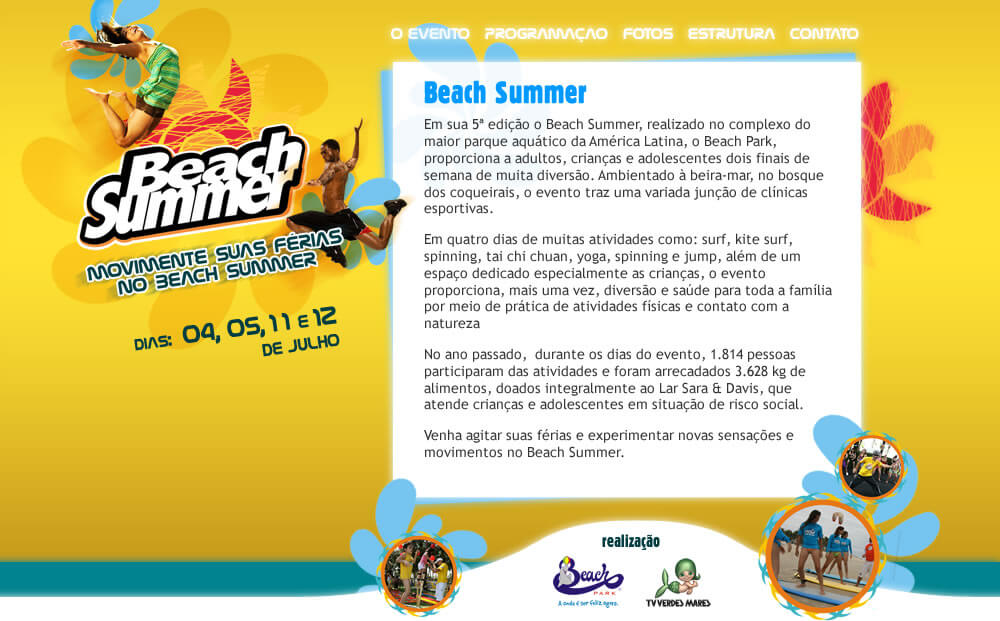 O EVENTO PROGRAMAÇAO FOTOS ESTRUTURA CONTATO
Beach
Summer
MOVIMENTE SUAS FÉRIAS
NO BEACH SUMMER
DIAS: 04, 05, 11 E 12
DE JULHO
Beach Summer
Em sua 5ª edição o Beach Summer, realizado no complexo do
maior parque aquático da América Latina, o Beach Park,
proporciona a adultos, crianças e adolescentes dois finais de
semana de muita diversão. Ambientado à beira-mar, no bosque
dos coqueirais, o evento traz uma variada junção de clínicas
esportivas.
Em quatro dias de muitas atividades como: surf, kite surf,
spinning, tai chi chuan, yoga, spinning e jump, além de um
espaço dedicado especialmente as crianças, o evento
proporciona, mais uma vez, diversão e saúde para toda a família
por meio de prática de atividades físicas e contato com a
natureza
No ano passado, durante os dias do evento, 1.814 pessoas
participaram das atividades e foram arrecadados 3.628 kg de
alimentos, doados integralmente ao Lar Sara & Davis, que
atende crianças e adolescentes em situação de risco social.
Venha agitar suas férias e experimentar novas sensações e
movimentos no Beach Summer.
realização
Beach
PARK
A onda é ser feliz agora.
TV VERDES MARES